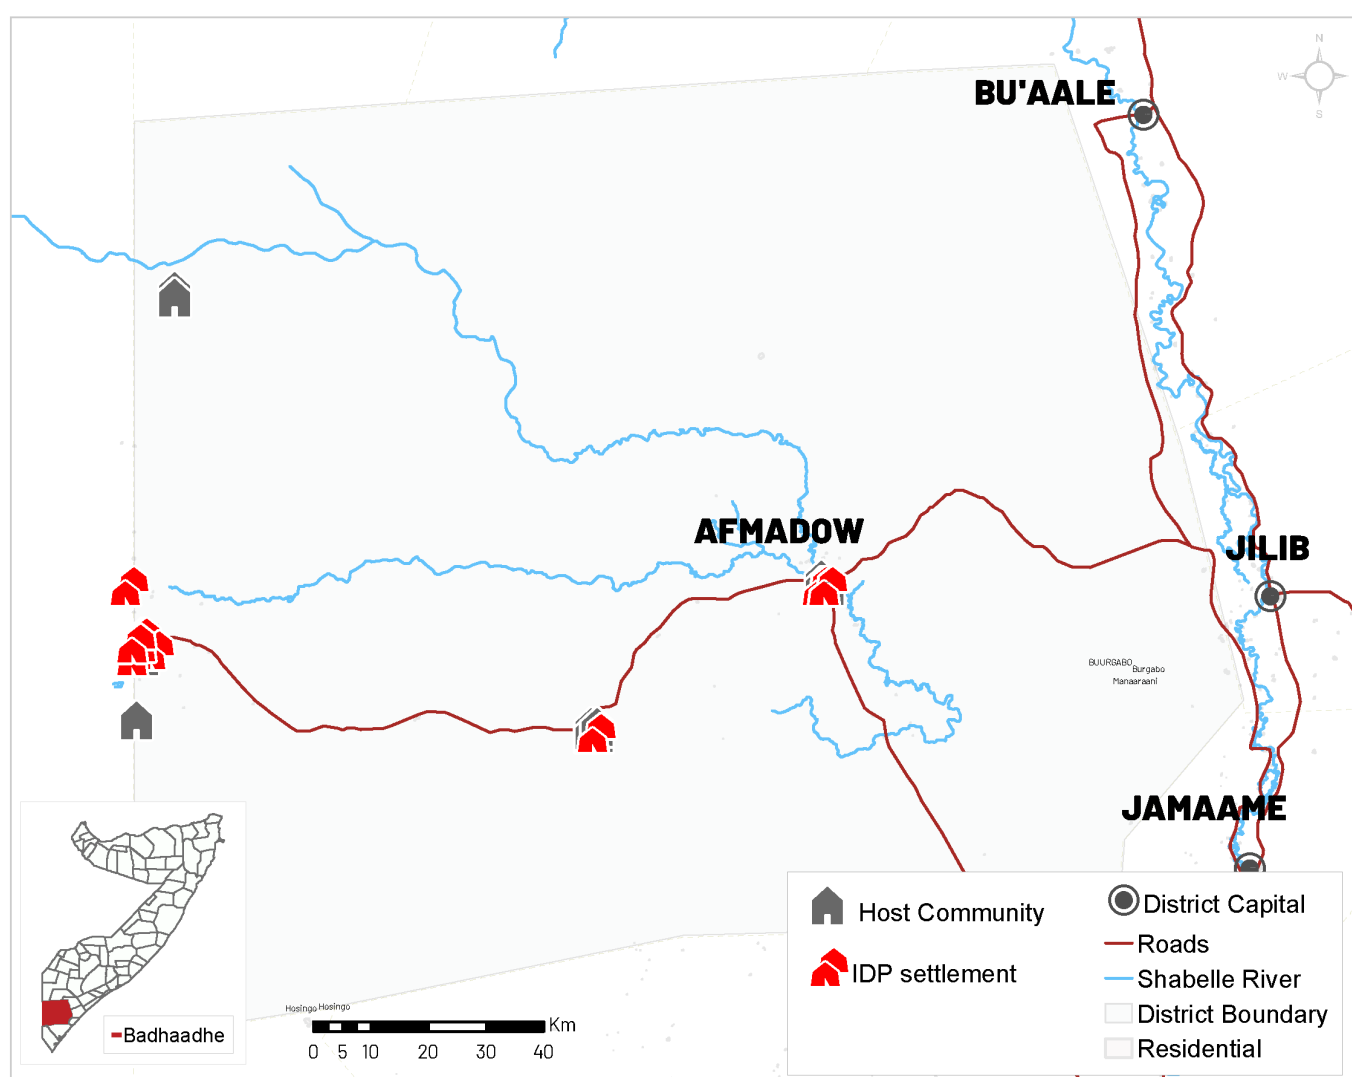 N
W
S
BU'AALE
AFMADOW
JILIB
BUURGABO
Burgabo
Manaaraani
JAMAAME
Hosingo Hosingo
Km
0 5 10 20 30 40
Badhaadhe
Host Community
IDP settlement
District Capital
Roads
Shabelle River
District Boundary
Residential